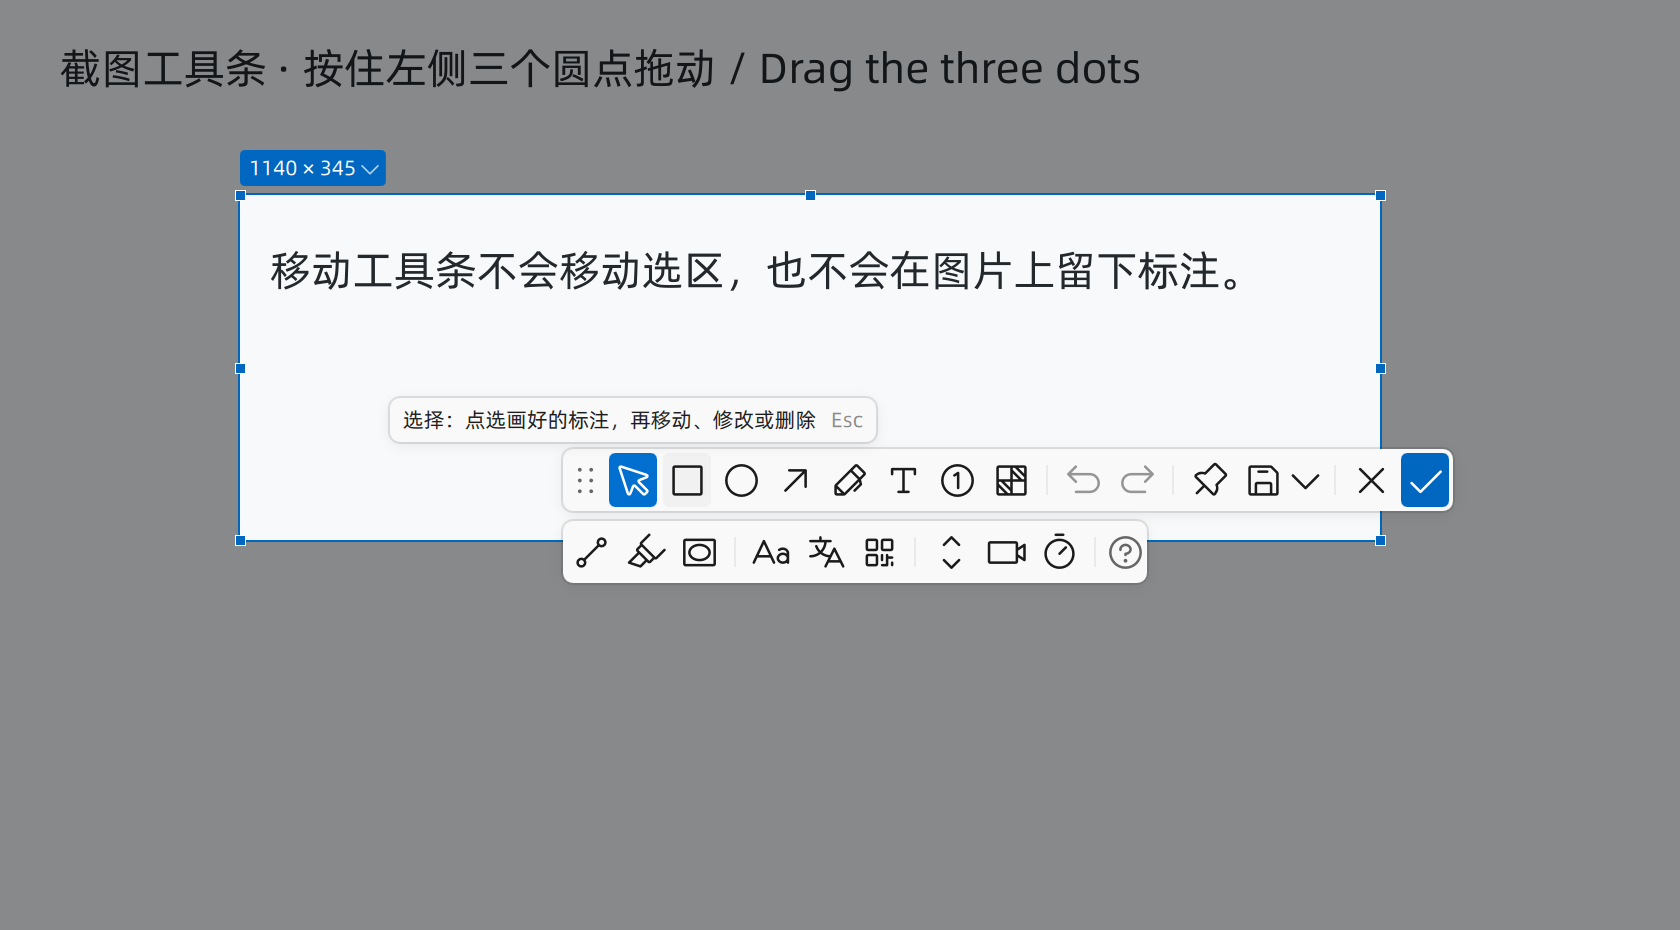 截图工具条 · 按住左侧三个圆点拖动 / Drag the three dots
1140 × 345
移动工具条不会移动选区，也不会在图片上留下标注。
选择：点选画好的标注，再移动、修改或删除 Esc
T 1
Aa 文A
?